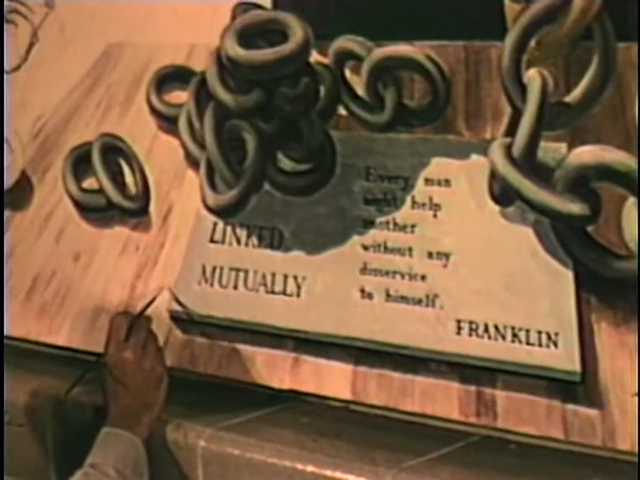 LINKED
MUTUALLY
Every man
might help
another
without any
disservice
to himself.
FRANKLIN